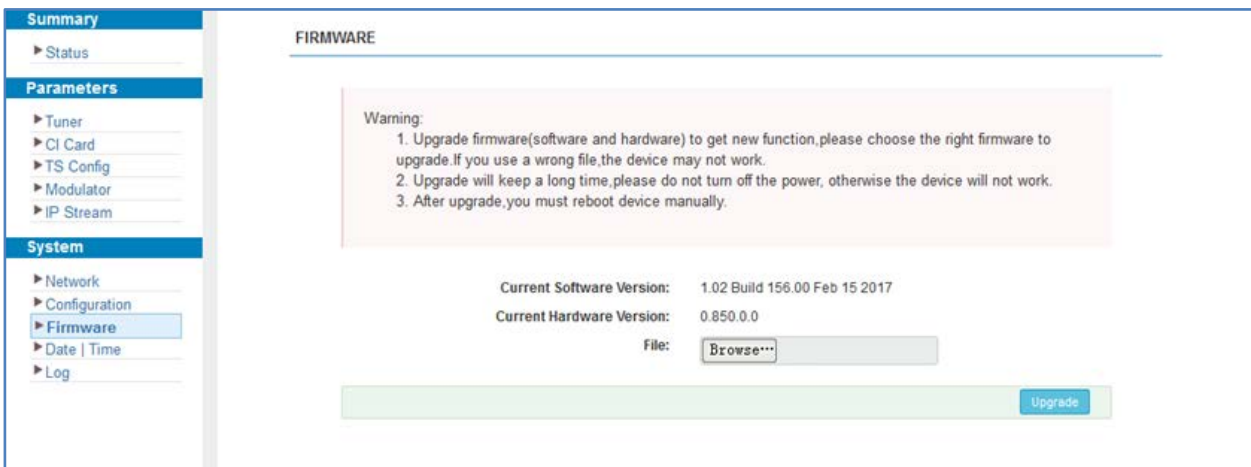 Summary
Status
Parameters
Tuner
CI Card
TS Config
Modulator
IP Stream
System
Network
Configuration
Firmware
Date | Time
Log
FIRMWARE
Warning:
1. Upgrade firmware(software and hardware) to get new function,please choose the right firmware to
upgrade.If you use a wrong file,the device may not work.
2. Upgrade will keep a long time,please do not turn off the power, otherwise the device will not work.
3. After upgrade,you must reboot device manually.
Current Software Version: 1.02 Build 156.00 Feb 15 2017
Current Hardware Version: 0.850.0.0
File: Browse···
Upgrade